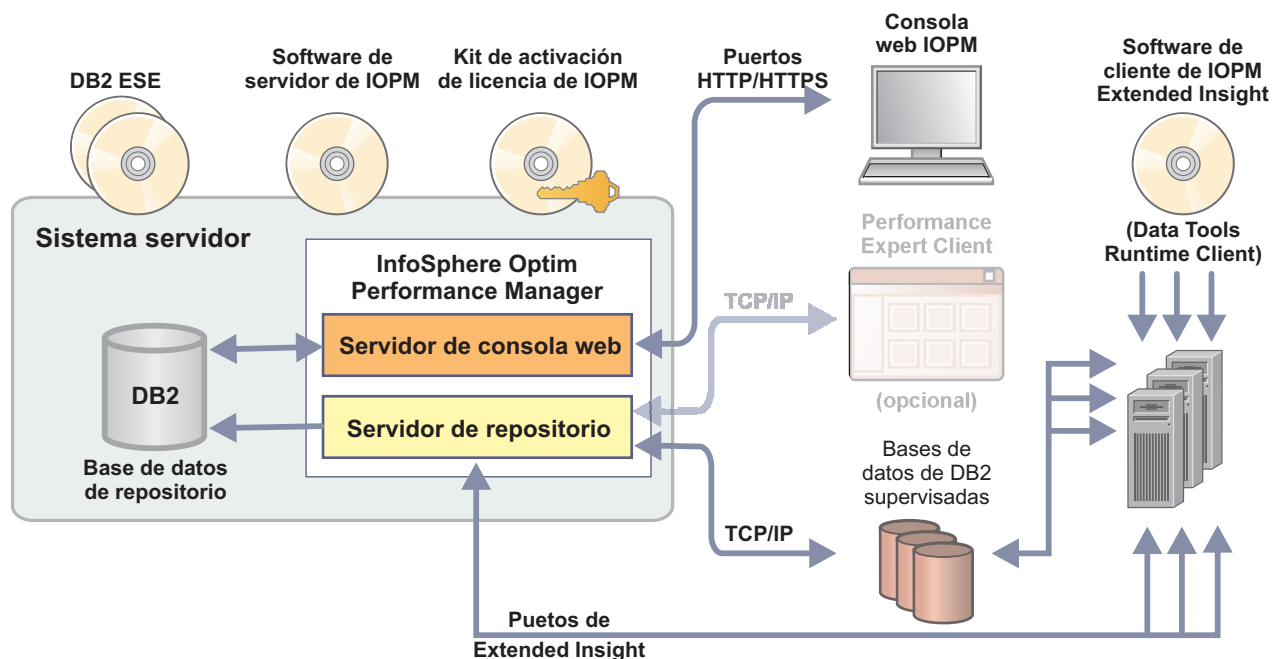 DB2 ESE
Software de
servidor de IOPM
Kit de activación
de licencia de IOPM
Puertos
HTTP/HTTPS
Consola
web IOPM
Software de
cliente de IOPM
Extended Insight
(Data Tools
Runtime Client)
Sistema servidor
InfoSphere Optim
Performance Manager
Servidor de consola web
Servidor de repositorio
DB2
Base de datos
de repositorio
Performance
Expert Client
TCP/IP
(opcional)
Bases de
datos de DB2
supervisadas
TCP/IP
Puetos de
Extended Insight